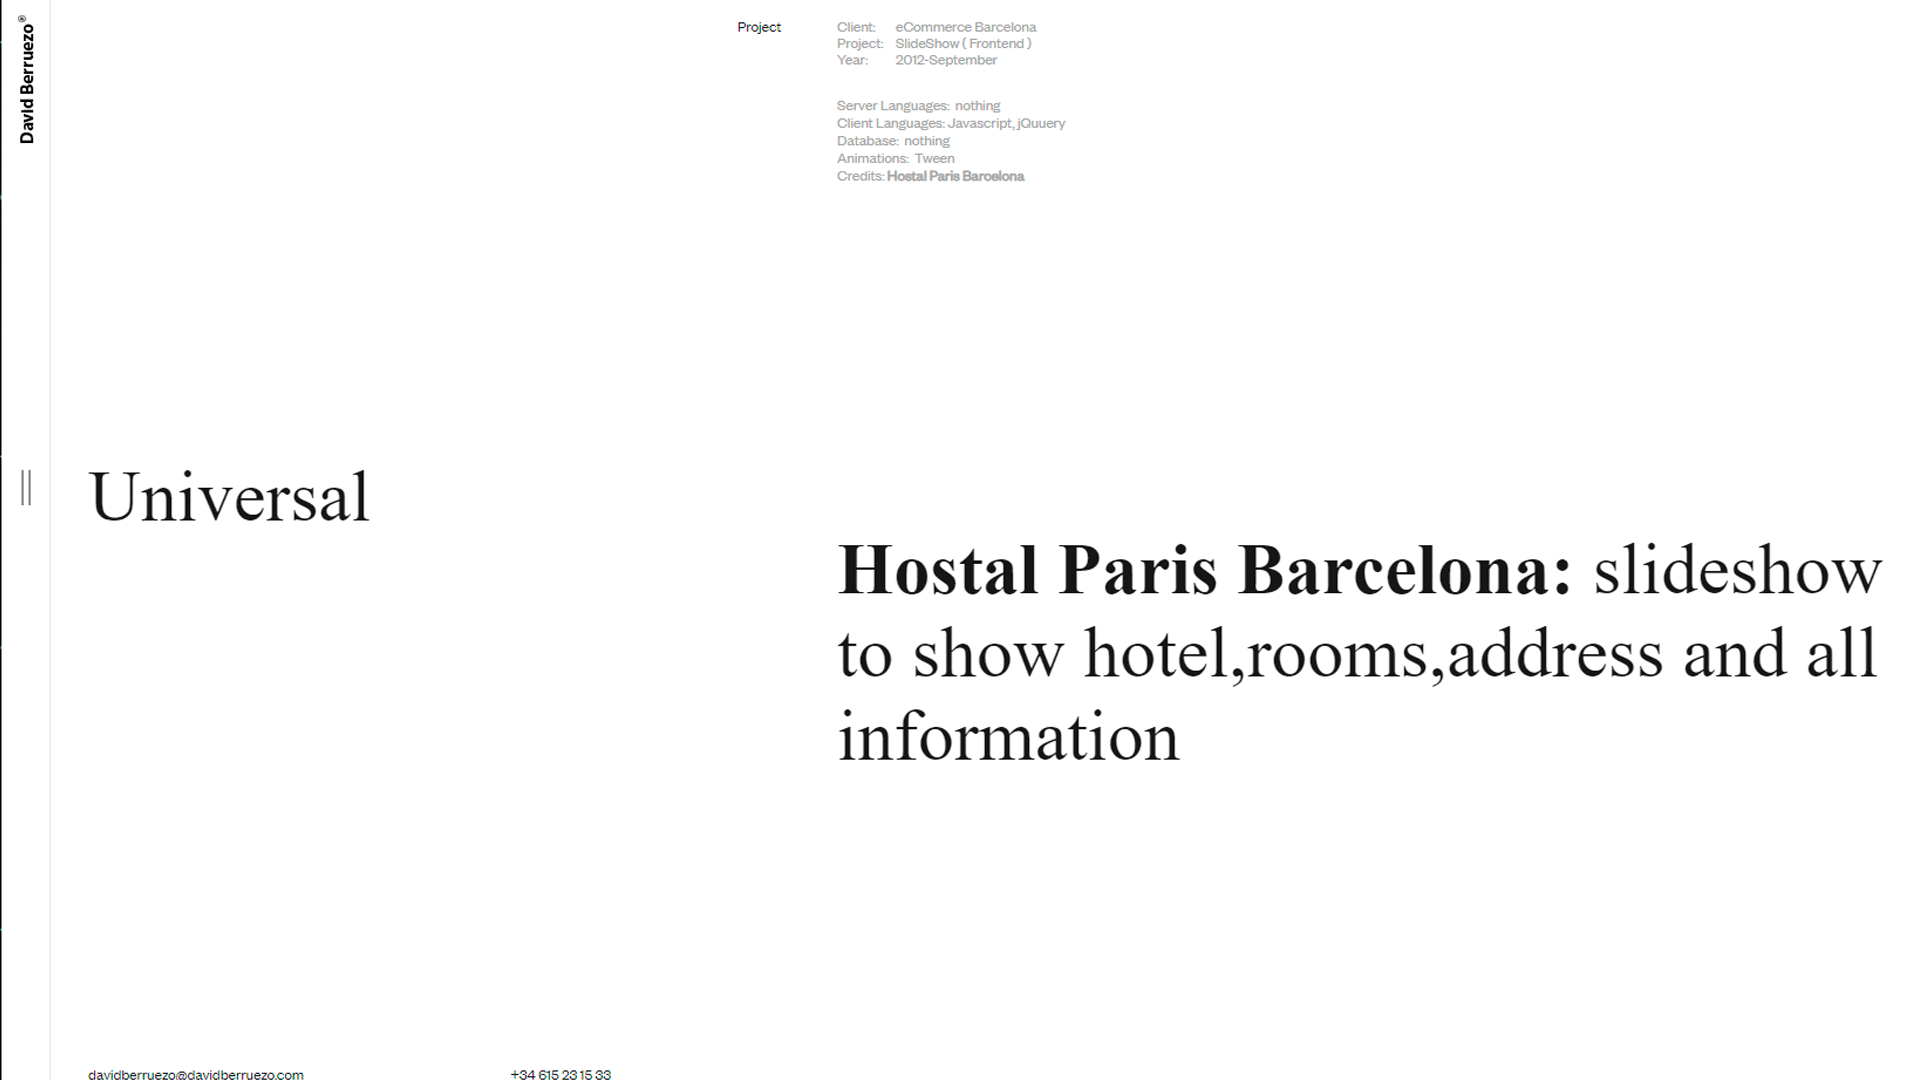 David Berruezo®
Project
Client: eCommerce Barcelona
Project: SlideShow ( Frontend )
Year: 2012-September
Server Languages: nothing
Client Languages: Javascript, jQuuery
Database: nothing
Animations: Tween
Credits: Hostal Paris Barcelona
Universal
Hostal Paris Barcelona: slideshow
to show hotel,rooms,address and all
information
davidberruezo@davidberruezo.com
+34 615 23 15 33